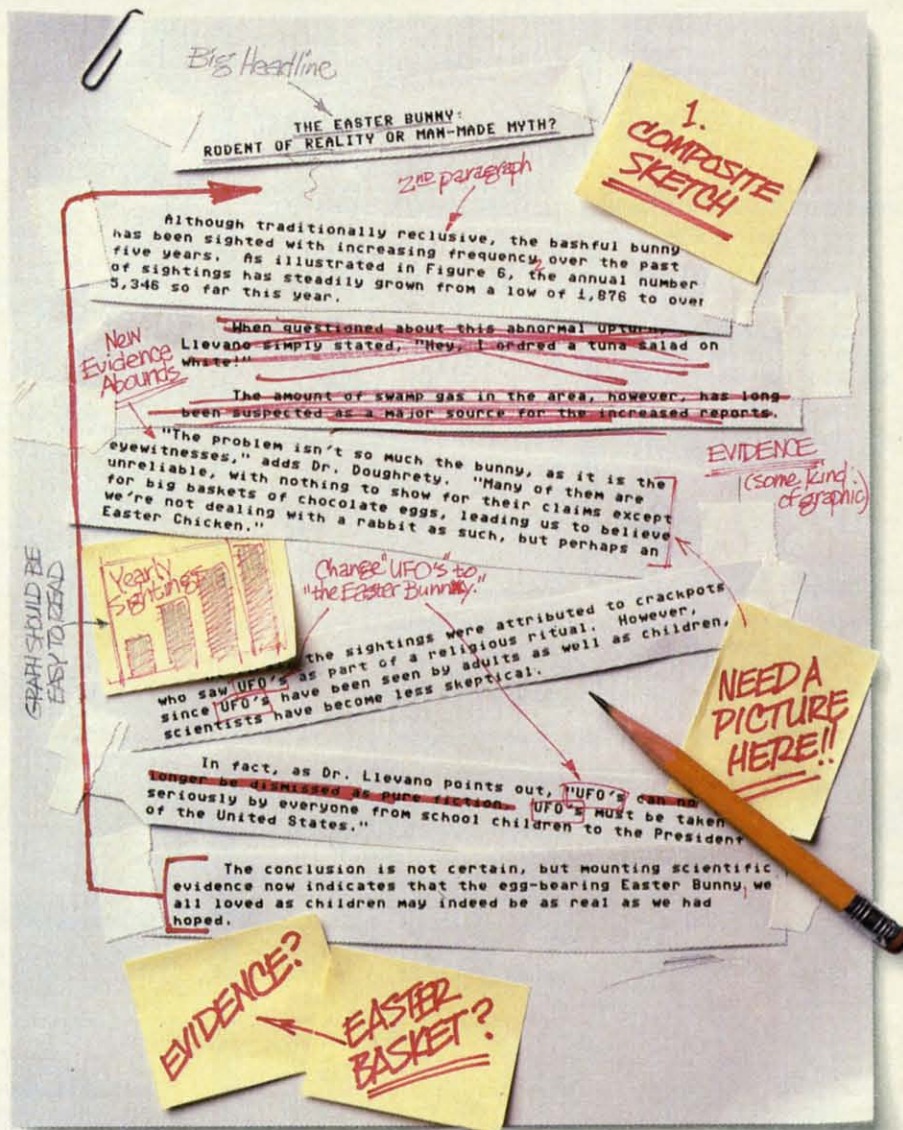 Big Headline
THE EASTER BUNNY:
RODENT OF REALITY OR MAN-MADE MYTH?
1.
COMPOSITE
SKETCH
2ND paragraph
Although traditionally reclusive, the bashful bunny
has been sighted with increasing frequency over the past
five years. As illustrated in Figure 6, the annual number
2
of sightings has steadily grown from a low of 1,876 to over
5,346 so far this year.
When questioned about this abnormal upturn,
Llevano simply stated, "Hey, I ordred a tuna salad on
white!"
New
Evidence
Abounds
The amount of swamp gas in the area, however, has long
been suspected as a major source for the increased reports.
"The problem isn't so much the bunny, as it is the
eyewitnesses," adds Dr. Doughrety. "Many of them are
unreliable, with nothing to show for their claims except
for big baskets of chocolate eggs, leading us to believe
we're not dealing with a rabbit as such, but perhaps an
Easter Chicken."
EVIDENCE
(some kind
of graphic)
GRAPH SHOULD BE
EASY TO READ
Yearly
Sightings
Change "UFO's" to
"the Easter Bunny."
the sightings were attributed to crackpots
who saw UFO's as part of a religious ritual. However,
since UFO's have been seen by adults as well as children,
scientists have become less skeptical.
NEED A
PICTURE
HERE!!
In fact, as Dr. Llevano points out, "UFO's can no
longer be dismissed as pure fiction. UFO's must be taken
seriously by everyone from school children to the President
of the United States."
The conclusion is not certain, but mounting scientific
evidence now indicates that the egg-bearing Easter Bunny, we
all loved as children may indeed be as real as we had
hoped.
EVIDENCE?
EASTER
BASKET?